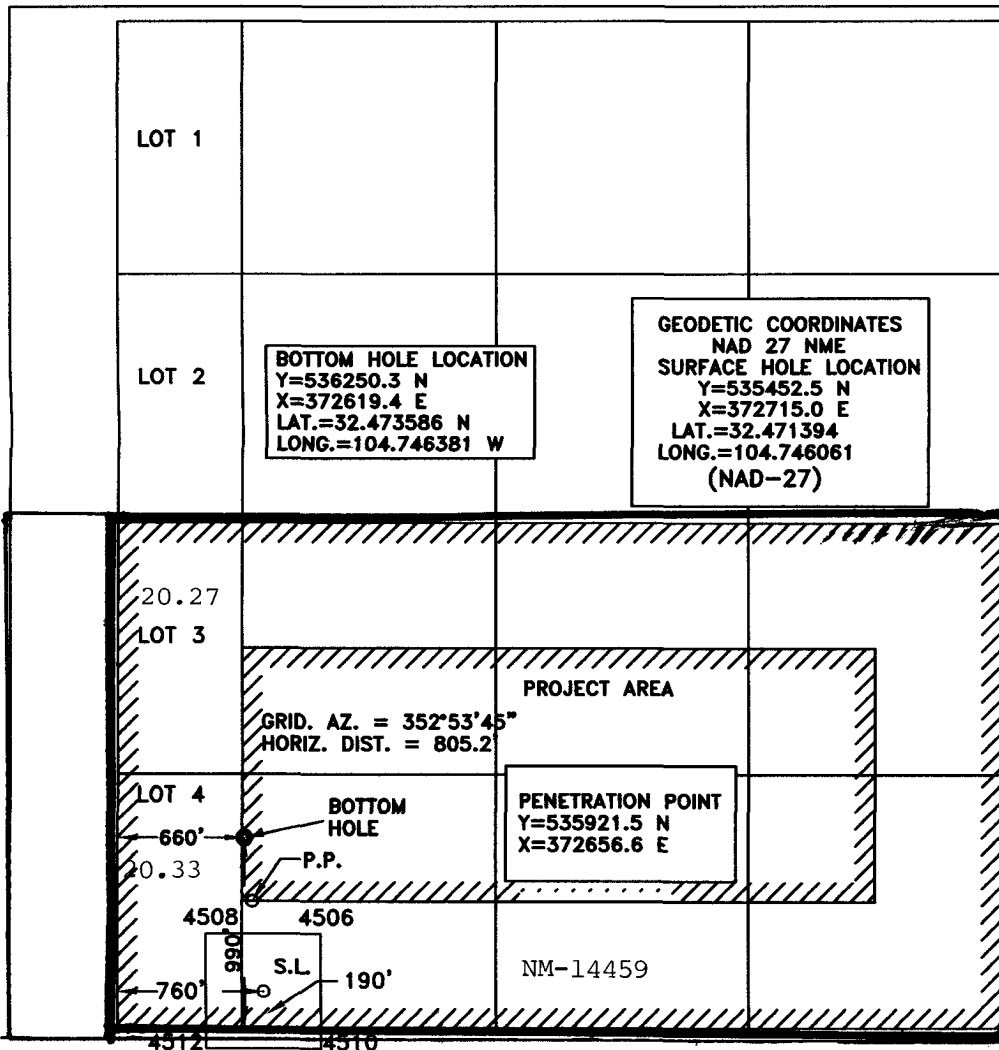 LOT 1
LOT 2
BOTTOM HOLE LOCATION
Y=536250.3 N
X=372619.4 E
LAT.=32.473586 N
LONG.=104.746381 W
GEODETIC COORDINATES
NAD 27 NME
SURFACE HOLE LOCATION
Y=535452.5 N
X=372715.0 E
LAT.=32.471394
LONG.=104.746061
(NAD-27)
20.27
LOT 3
PROJECT AREA
GRID. AZ. = 352°53'45"
HORIZ. DIST. = 805.2'
LOT 4
BOTTOM
HOLE
660'
PENETRATION POINT
Y=535921.5 N
X=372656.6 E
P.P.
20.33
4508
4506
990'
S.L.
190'
760'
NM-14459
4512
4510